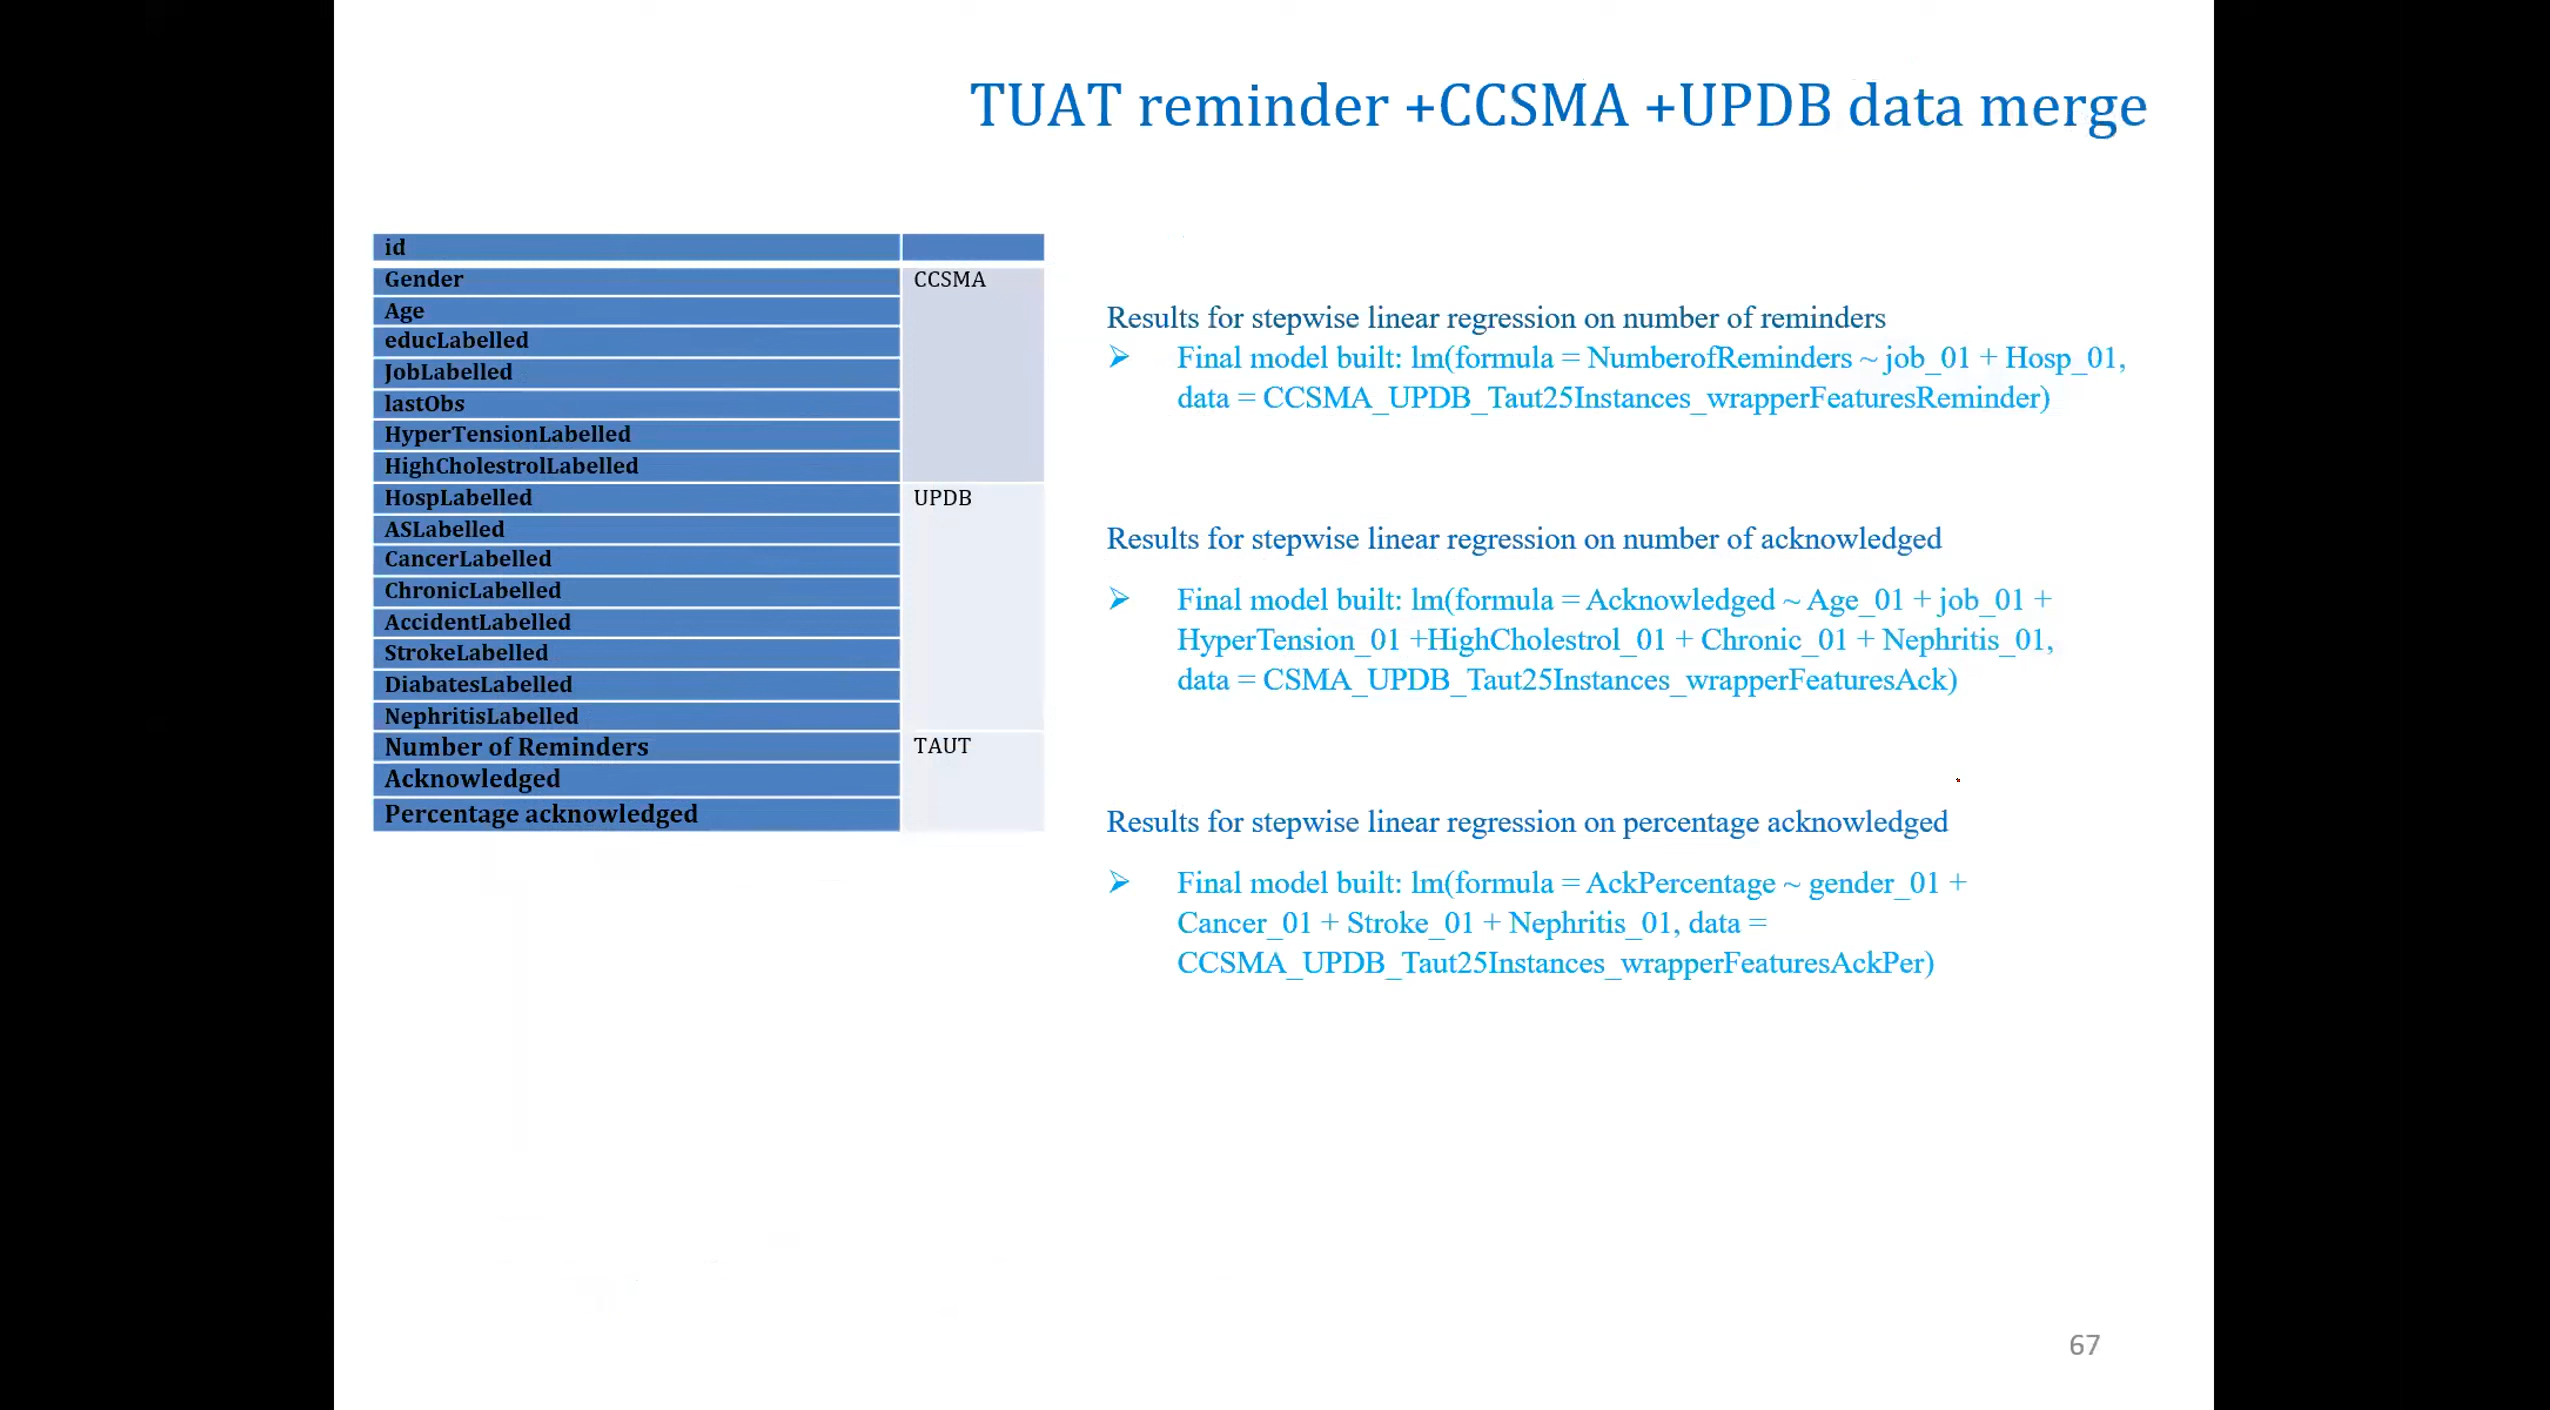 TUAT reminder +CCSMA +UPDB data merge
id
Gender CCSMA
Age
educLabelled
JobLabelled
lastObs
HyperTensionLabelled
HighCholestrolLabelled
HospLabelled UPDB
ASLabelled
CancerLabelled
ChronicLabelled
AccidentLabelled
StrokeLabelled
DiabatesLabelled
NephritisLabelled
Number of Reminders TAUT
Acknowledged
Percentage acknowledged
Results for stepwise linear regression on number of reminders
➢ Final model built: lm(formula = NumberofReminders ~ job_01 + Hosp_01,
data = CCSMA_UPDB_Taut25Instances_wrapperFeaturesReminder)
Results for stepwise linear regression on number of acknowledged
➢ Final model built: lm(formula = Acknowledged ~ Age_01 + job_01 +
HyperTension_01 +HighCholestrol_01 + Chronic_01 + Nephritis_01,
data = CSMA_UPDB_Taut25Instances_wrapperFeaturesAck)
Results for stepwise linear regression on percentage acknowledged
➢ Final model built: lm(formula = AckPercentage ~ gender_01 +
Cancer_01 + Stroke_01 + Nephritis_01, data =
CCSMA_UPDB_Taut25Instances_wrapperFeaturesAckPer)
67